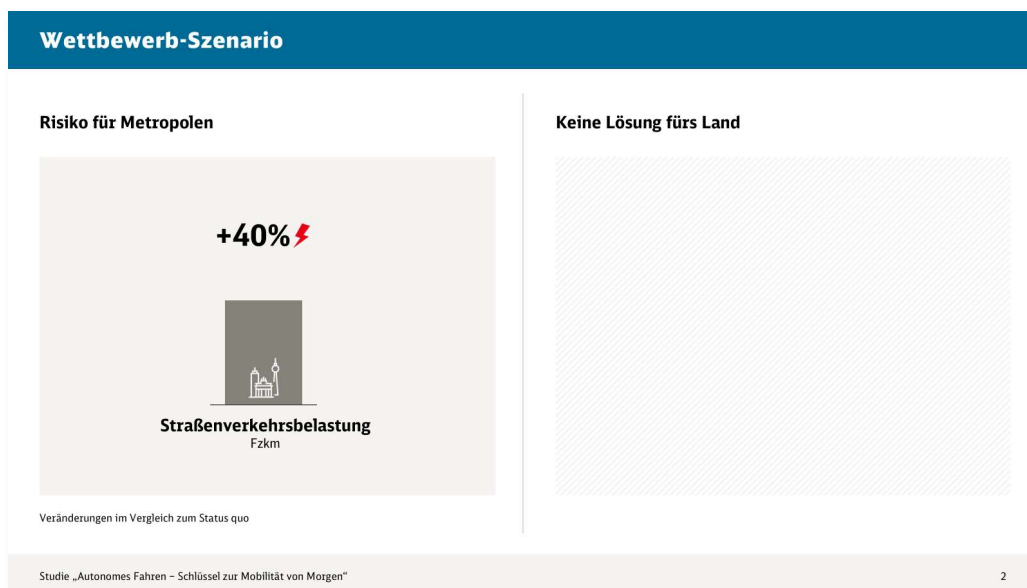 Wettbewerb-Szenario
Risiko für Metropolen
+40%
Straßenverkehrsbelastung
Fzkm
Veränderungen im Vergleich zum Status quo
Keine Lösung fürs Land
Studie „Autonomes Fahren – Schlüssel zur Mobilität von Morgen“
2